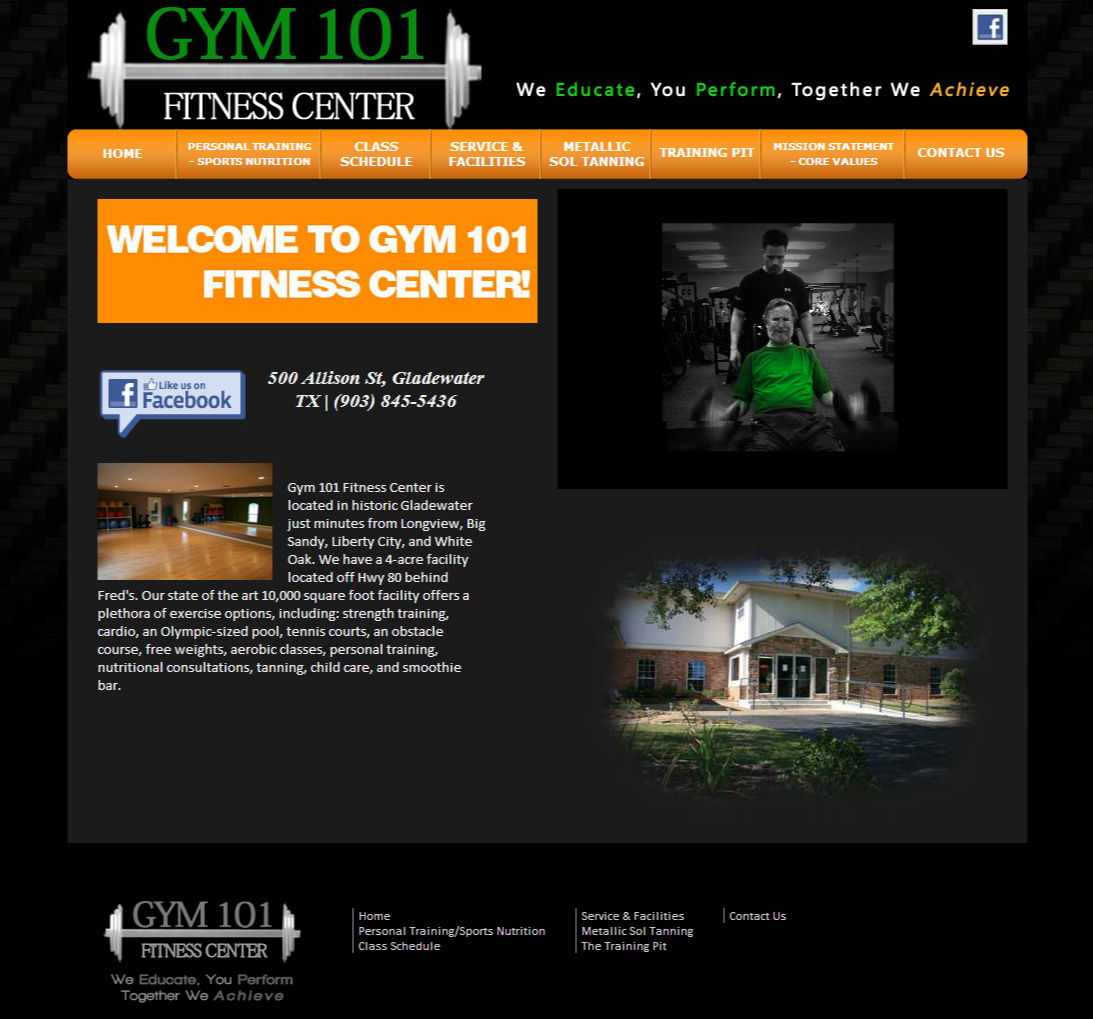 GYM 101
FITNESS CENTER
We Educate, You Perform, Together We Achieve
HOME
PERSONAL TRAINING
- SPORTS NUTRITION
CLASS
SCHEDULE
SERVICE &
FACILITIES
METALLIC
SOL TANNING
TRAINING PIT
MISSION STATEMENT
- CORE VALUES
CONTACT US
WELCOME TO GYM 101
FITNESS CENTER!
Like us on
Facebook
500 Allison St, Gladewater
TX | (903) 845-5436
Gym 101 Fitness Center is
located in historic Gladewater
just minutes from Longview, Big
Sandy, Liberty City, and White
Oak. We have a 4-acre facility
located off Hwy 80 behind
Fred's. Our state of the art 10,000 square foot facility offers a
plethora of exercise options, including: strength training,
cardio, an Olympic-sized pool, tennis courts, an obstacle
course, free weights, aerobic classes, personal training,
nutritional consultations, tanning, child care, and smoothie
bar.
GYM 101
FITNESS CENTER
We Educate, You Perform
Together We Achieve
Home
Personal Training/Sports Nutrition
Class Schedule
Service & Facilities
Metallic Sol Tanning
The Training Pit
Contact Us